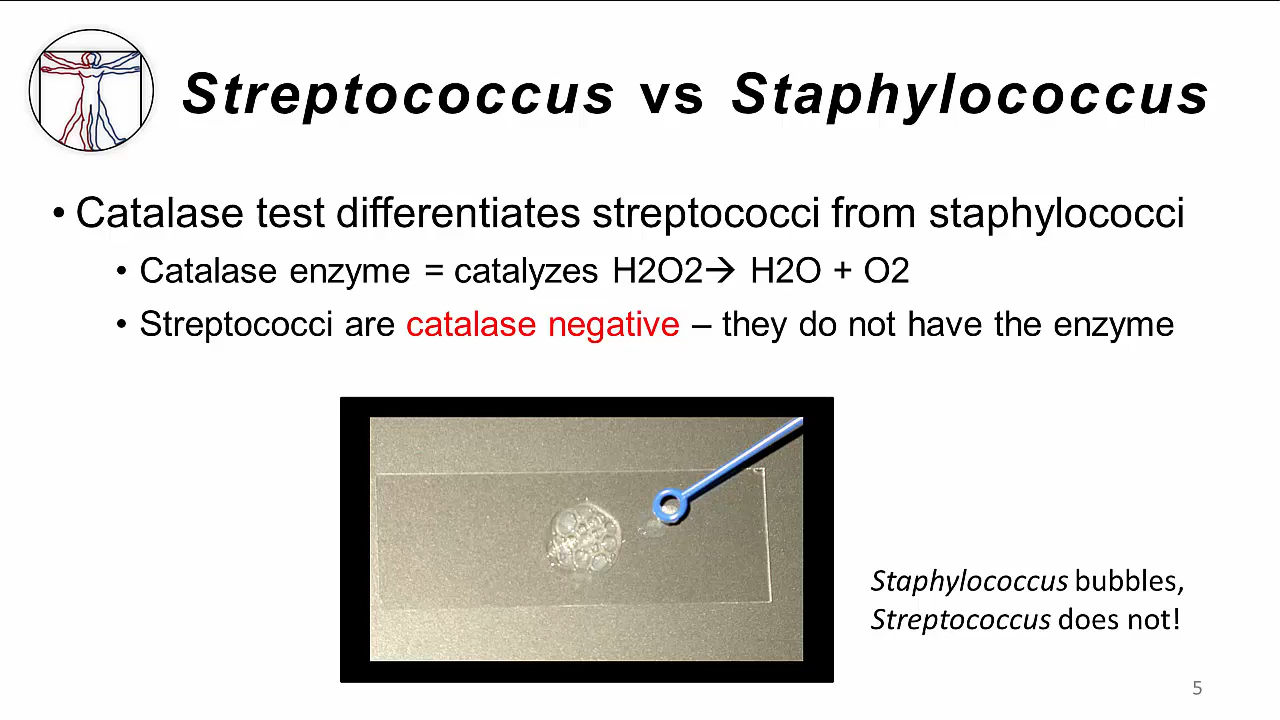 Streptococcus vs Staphylococcus
• Catalase test differentiates streptococci from staphylococci
• Catalase enzyme = catalyzes H2O2→ H2O + O2
• Streptococci are catalase negative – they do not have the enzyme
Staphylococcus bubbles,
Streptococcus does not!
5